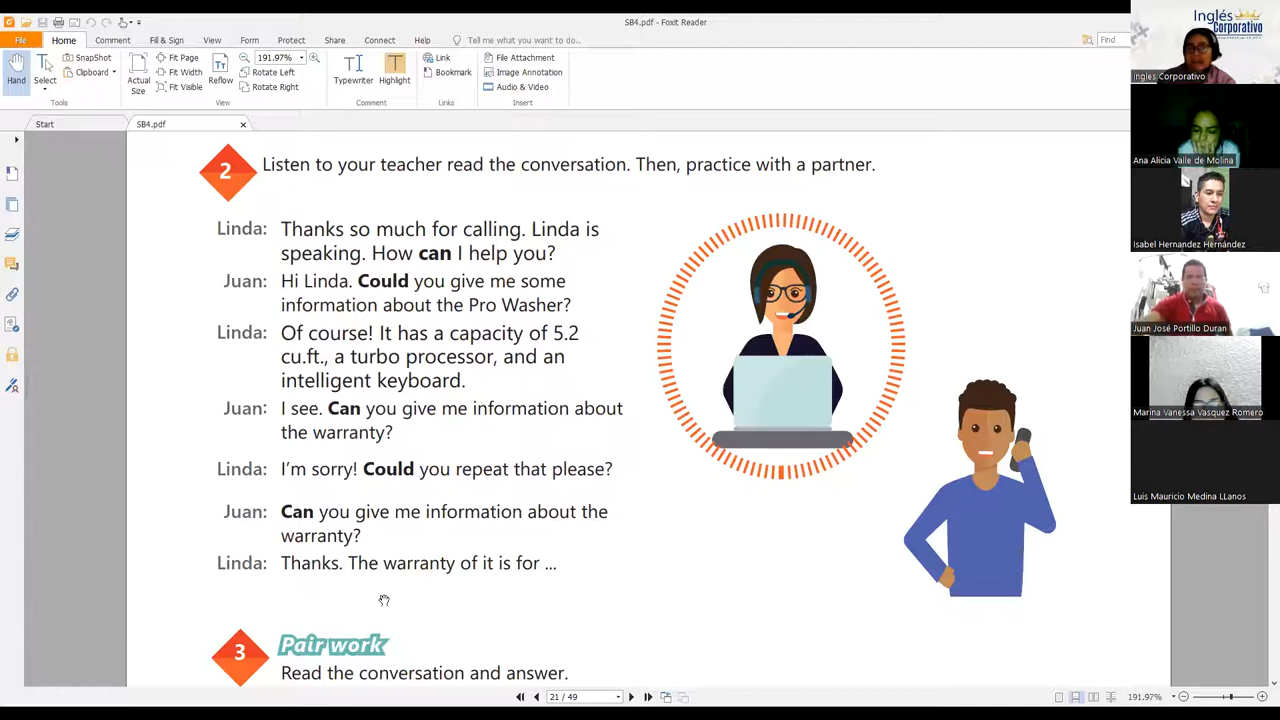 SB4.pdf - Foxit Reader
File Home Comment Fill & Sign View Form Protect Share Connect Help Tell me what you want to do... Find
Hand
Select
SnapShot
Clipboard
Tools
Actual Size
Fit Page
Fit Width
Fit Visible
Reflow
191.97%
Rotate Left
Rotate Right
View
Typewriter
Highlight
Comment
Link
Bookmark
Links
File Attachment
Image Annotation
Audio & Video
Insert
Start SB4.pdf
2 Listen to your teacher read the conversation. Then, practice with a partner.
Linda: Thanks so much for calling. Linda is
speaking. How can I help you?
Juan: Hi Linda. Could you give me some
information about the Pro Washer?
Linda: Of course! It has a capacity of 5.2
cu.ft., a turbo processor, and an
intelligent keyboard.
Juan: I see. Can you give me information about
the warranty?
Linda: I'm sorry! Could you repeat that please?
Juan: Can you give me information about the
warranty?
Linda: Thanks. The warranty of it is for ...
3 Pair work
Read the conversation and answer.
21 / 49
191.97%
Inglés
Corporativo
Ingles Corporativo
Ana Alicia Valle de Molina
Isabel Hernandez Hernández
Juan José Portillo Duran
Marina Vanessa Vasquez Romero
Luis Mauricio Medina LLanos